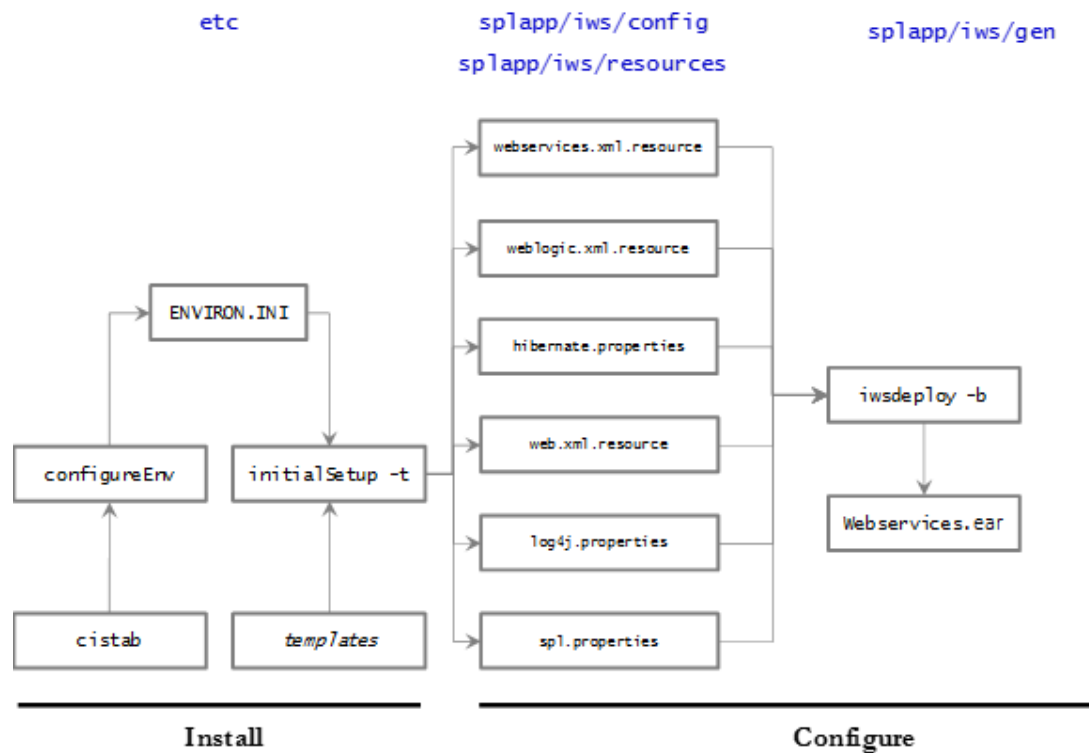 etc
splapp/iws/config
splapp/iws/resources
splapp/iws/gen
webservices.xml.resource
weblogic.xml.resource
ENVIRON.INI
hibernate.properties
iwsdeploy -b
configureEnv
initialSetup -t
web.xml.resource
Webservices.ear
log4j.properties
cistab
templates
spl.properties
Install
Configure